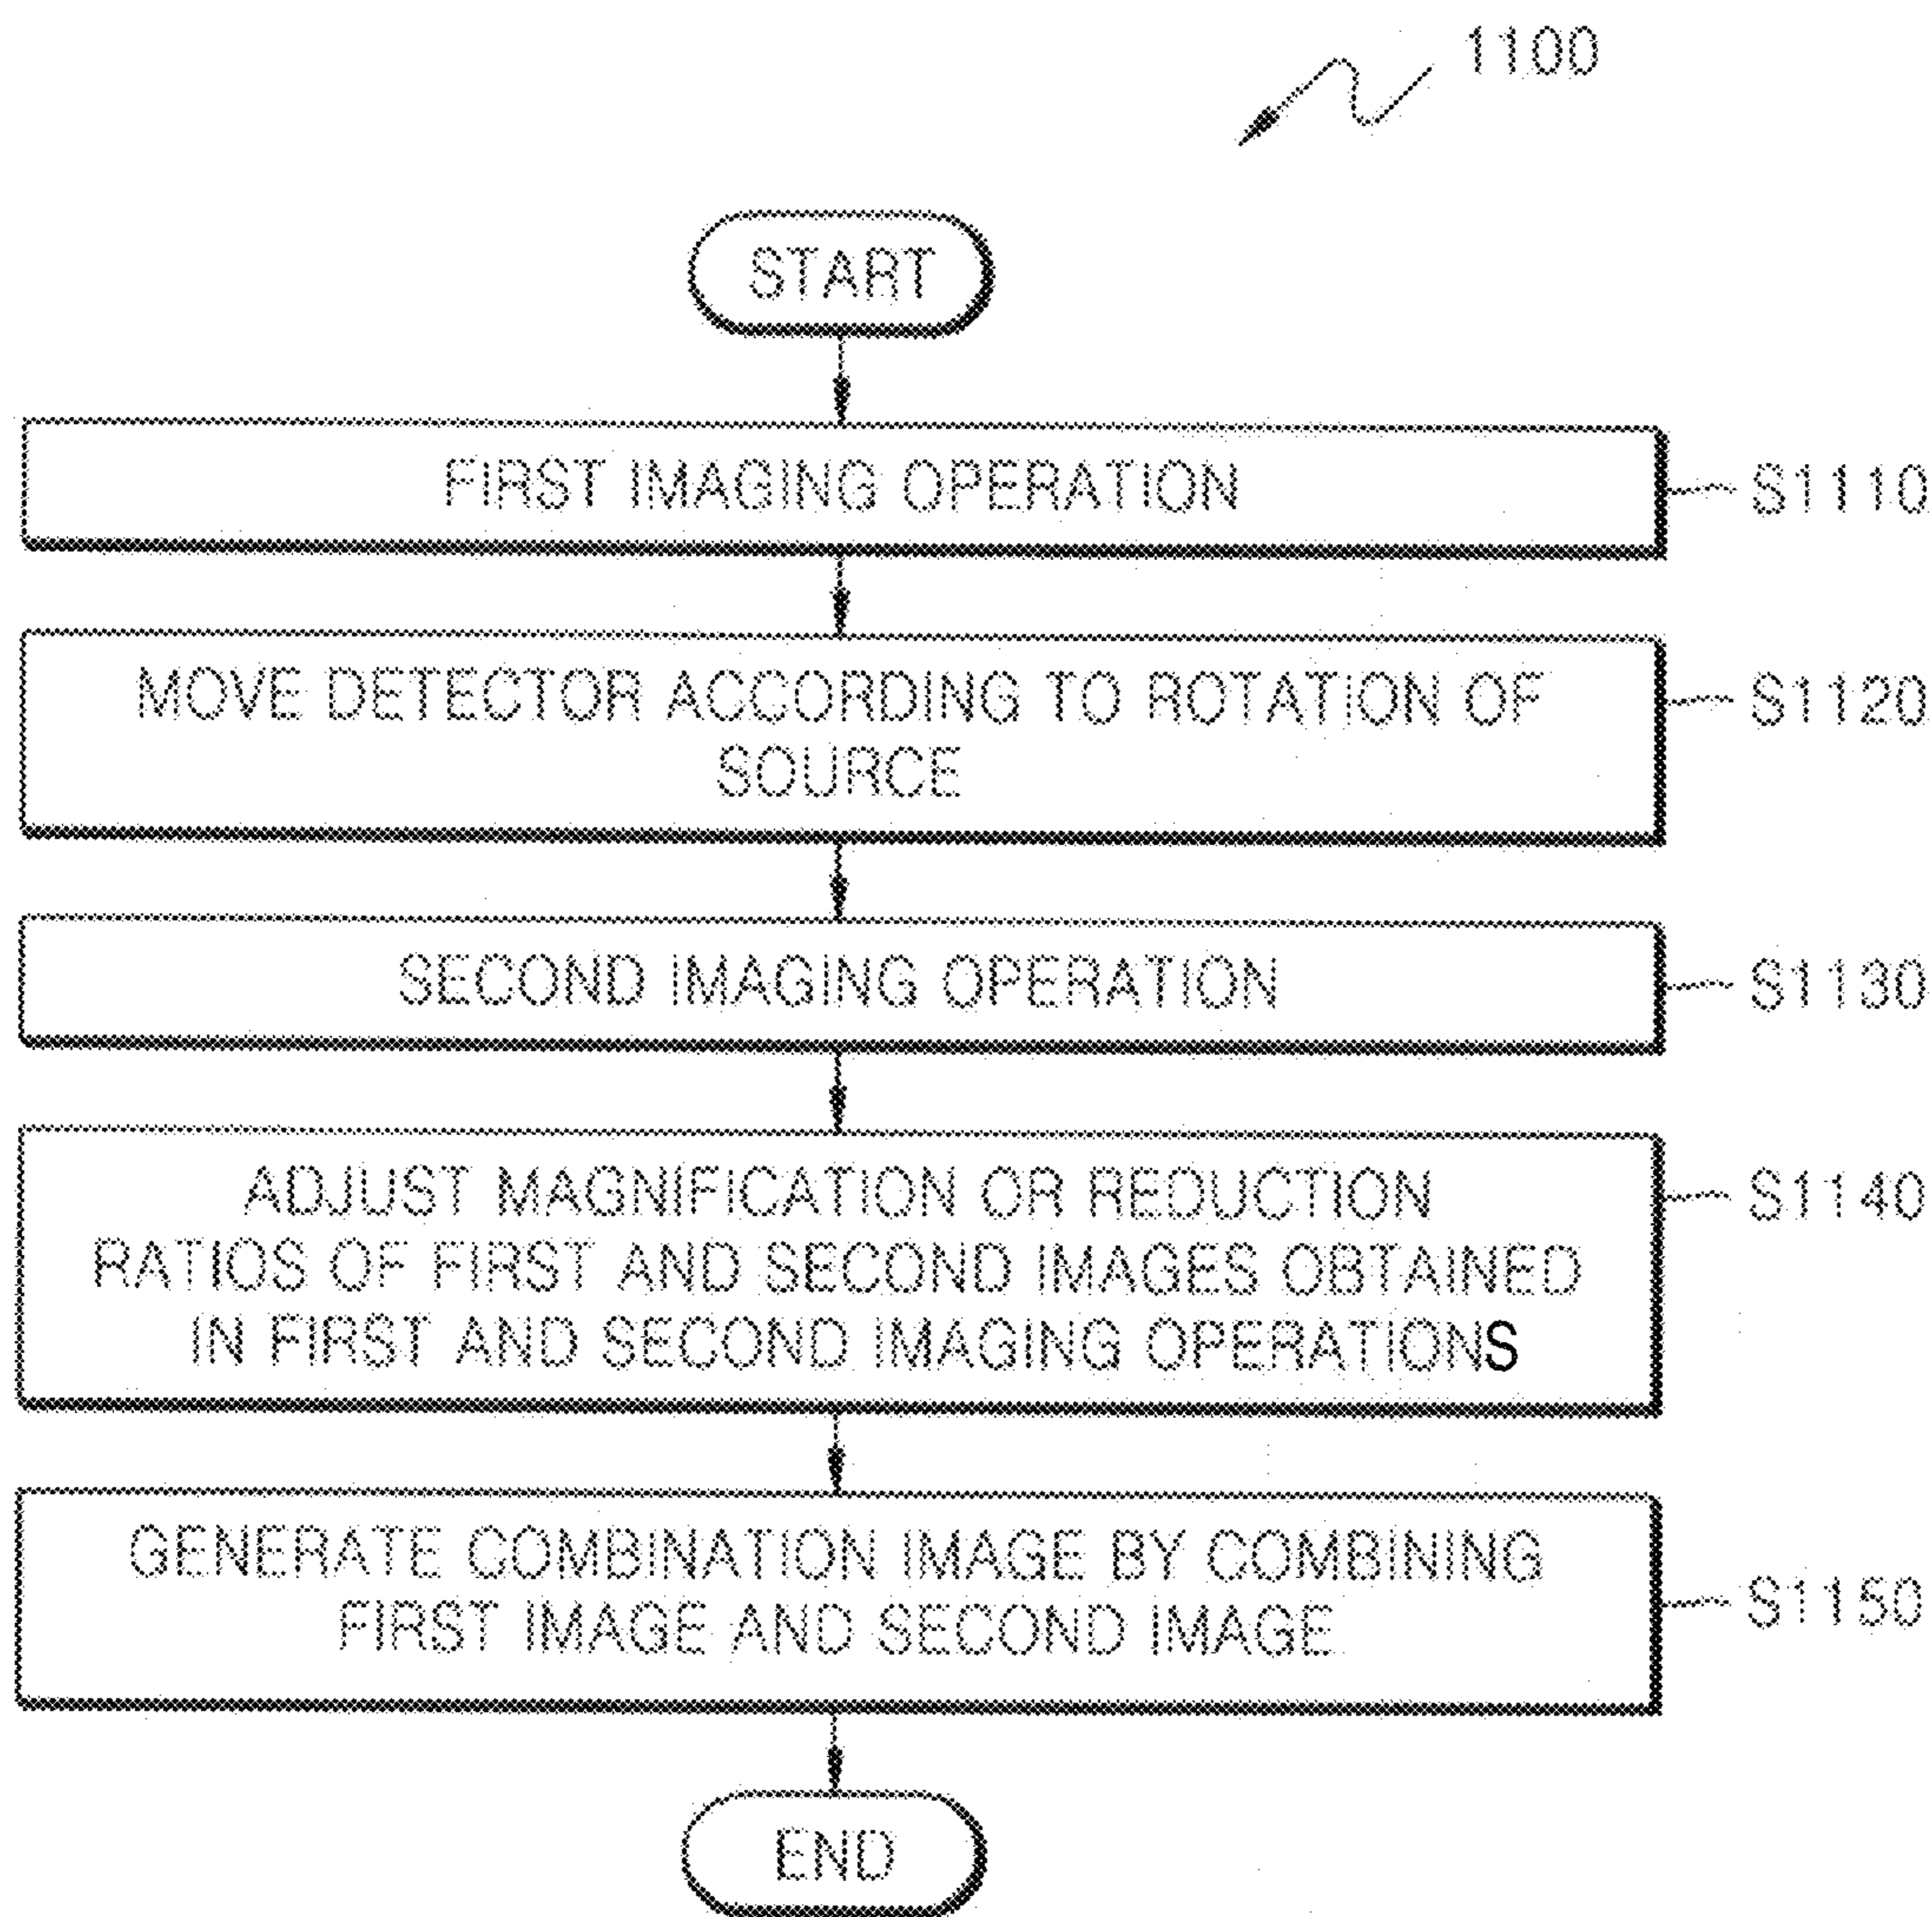 1100
START
FIRST IMAGING OPERATION
S1110
MOVE DETECTOR ACCORDING TO ROTATION OF
SOURCE
S1120
SECOND IMAGING OPERATION
S1130
ADJUST MAGNIFICATION OR REDUCTION
RATIOS OF FIRST AND SECOND IMAGES OBTAINED
IN FIRST AND SECOND IMAGING OPERATIONS
S1140
GENERATE COMBINATION IMAGE BY COMBINING
FIRST IMAGE AND SECOND IMAGE
S1150
END